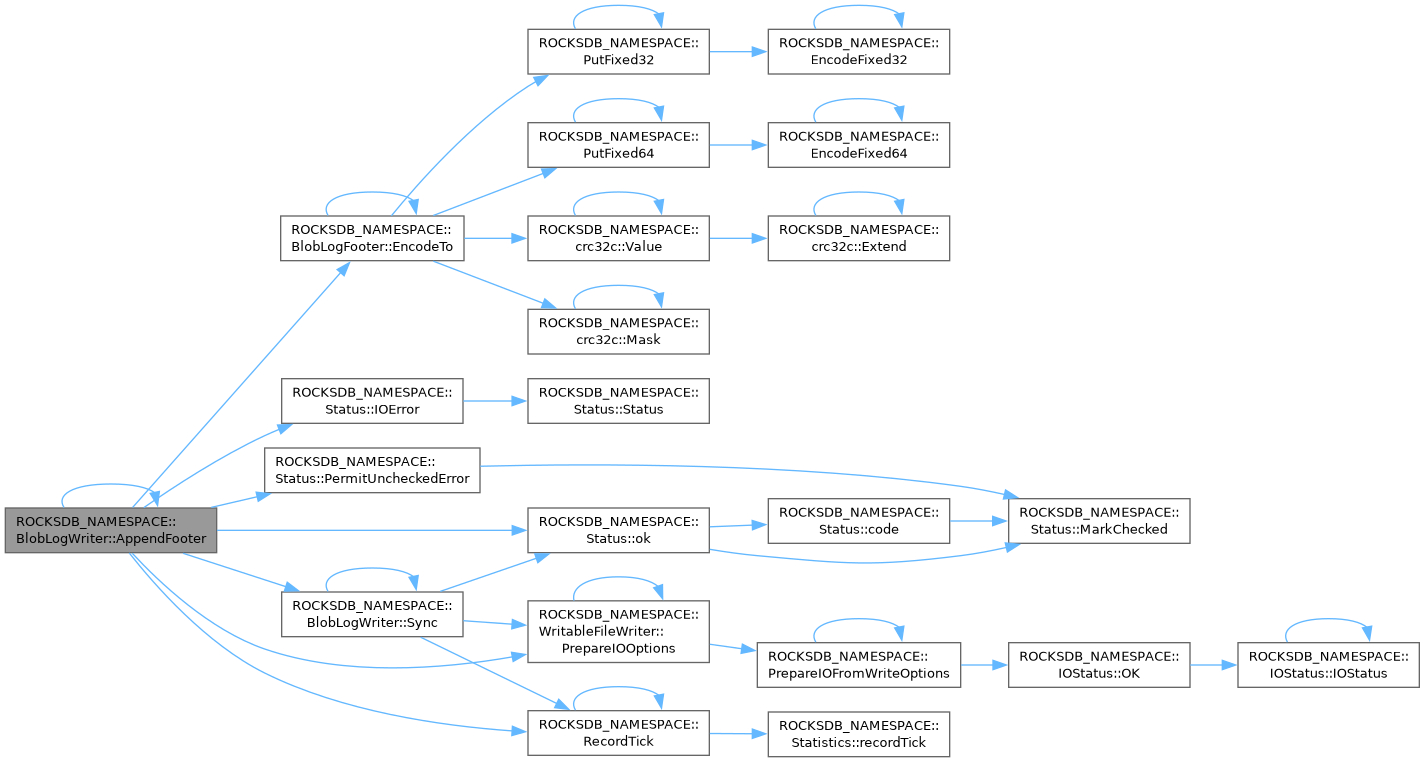 ROCKSDB_NAMESPACE::
BlobLogWriter::AppendFooter
ROCKSDB_NAMESPACE::
BlobLogFooter::EncodeTo
ROCKSDB_NAMESPACE::
PutFixed32
ROCKSDB_NAMESPACE::
EncodeFixed32
ROCKSDB_NAMESPACE::
PutFixed64
ROCKSDB_NAMESPACE::
EncodeFixed64
ROCKSDB_NAMESPACE::
crc32c::Value
ROCKSDB_NAMESPACE::
crc32c::Extend
ROCKSDB_NAMESPACE::
crc32c::Mask
ROCKSDB_NAMESPACE::
Status::IOError
ROCKSDB_NAMESPACE::
Status::Status
ROCKSDB_NAMESPACE::
Status::PermitUncheckedError
ROCKSDB_NAMESPACE::
Status::MarkChecked
ROCKSDB_NAMESPACE::
Status::ok
ROCKSDB_NAMESPACE::
Status::code
ROCKSDB_NAMESPACE::
BlobLogWriter::Sync
ROCKSDB_NAMESPACE::
WritableFileWriter::
PrepareIOOptions
ROCKSDB_NAMESPACE::
PrepareIOFromWriteOptions
ROCKSDB_NAMESPACE::
IOStatus::OK
ROCKSDB_NAMESPACE::
IOStatus::IOStatus
ROCKSDB_NAMESPACE::
RecordTick
ROCKSDB_NAMESPACE::
Statistics::recordTick